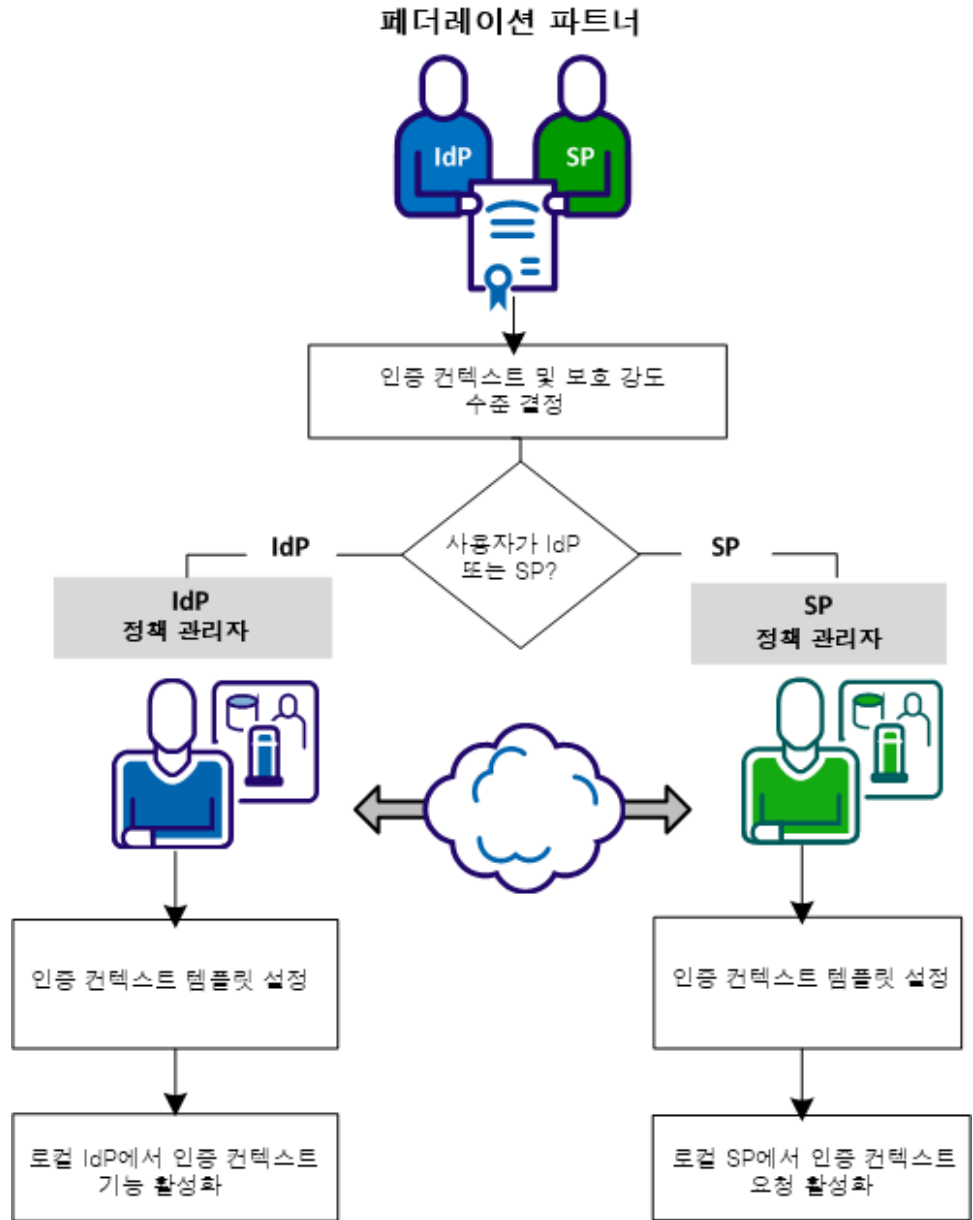 페더레이션 파트너
IdP
SP
인증 컨텍스트 및 보호 강도
수준 결정
사용자가 IdP
또는 SP?
IdP
SP
IdP
정책 관리자
SP
정책 관리자
인증 컨텍스트 템플릿 설정
인증 컨텍스트 템플릿 설정
로컬 IdP에서 인증 컨텍스트
기능 활성화
로컬 SP에서 인증 컨텍스트
요청 활성화